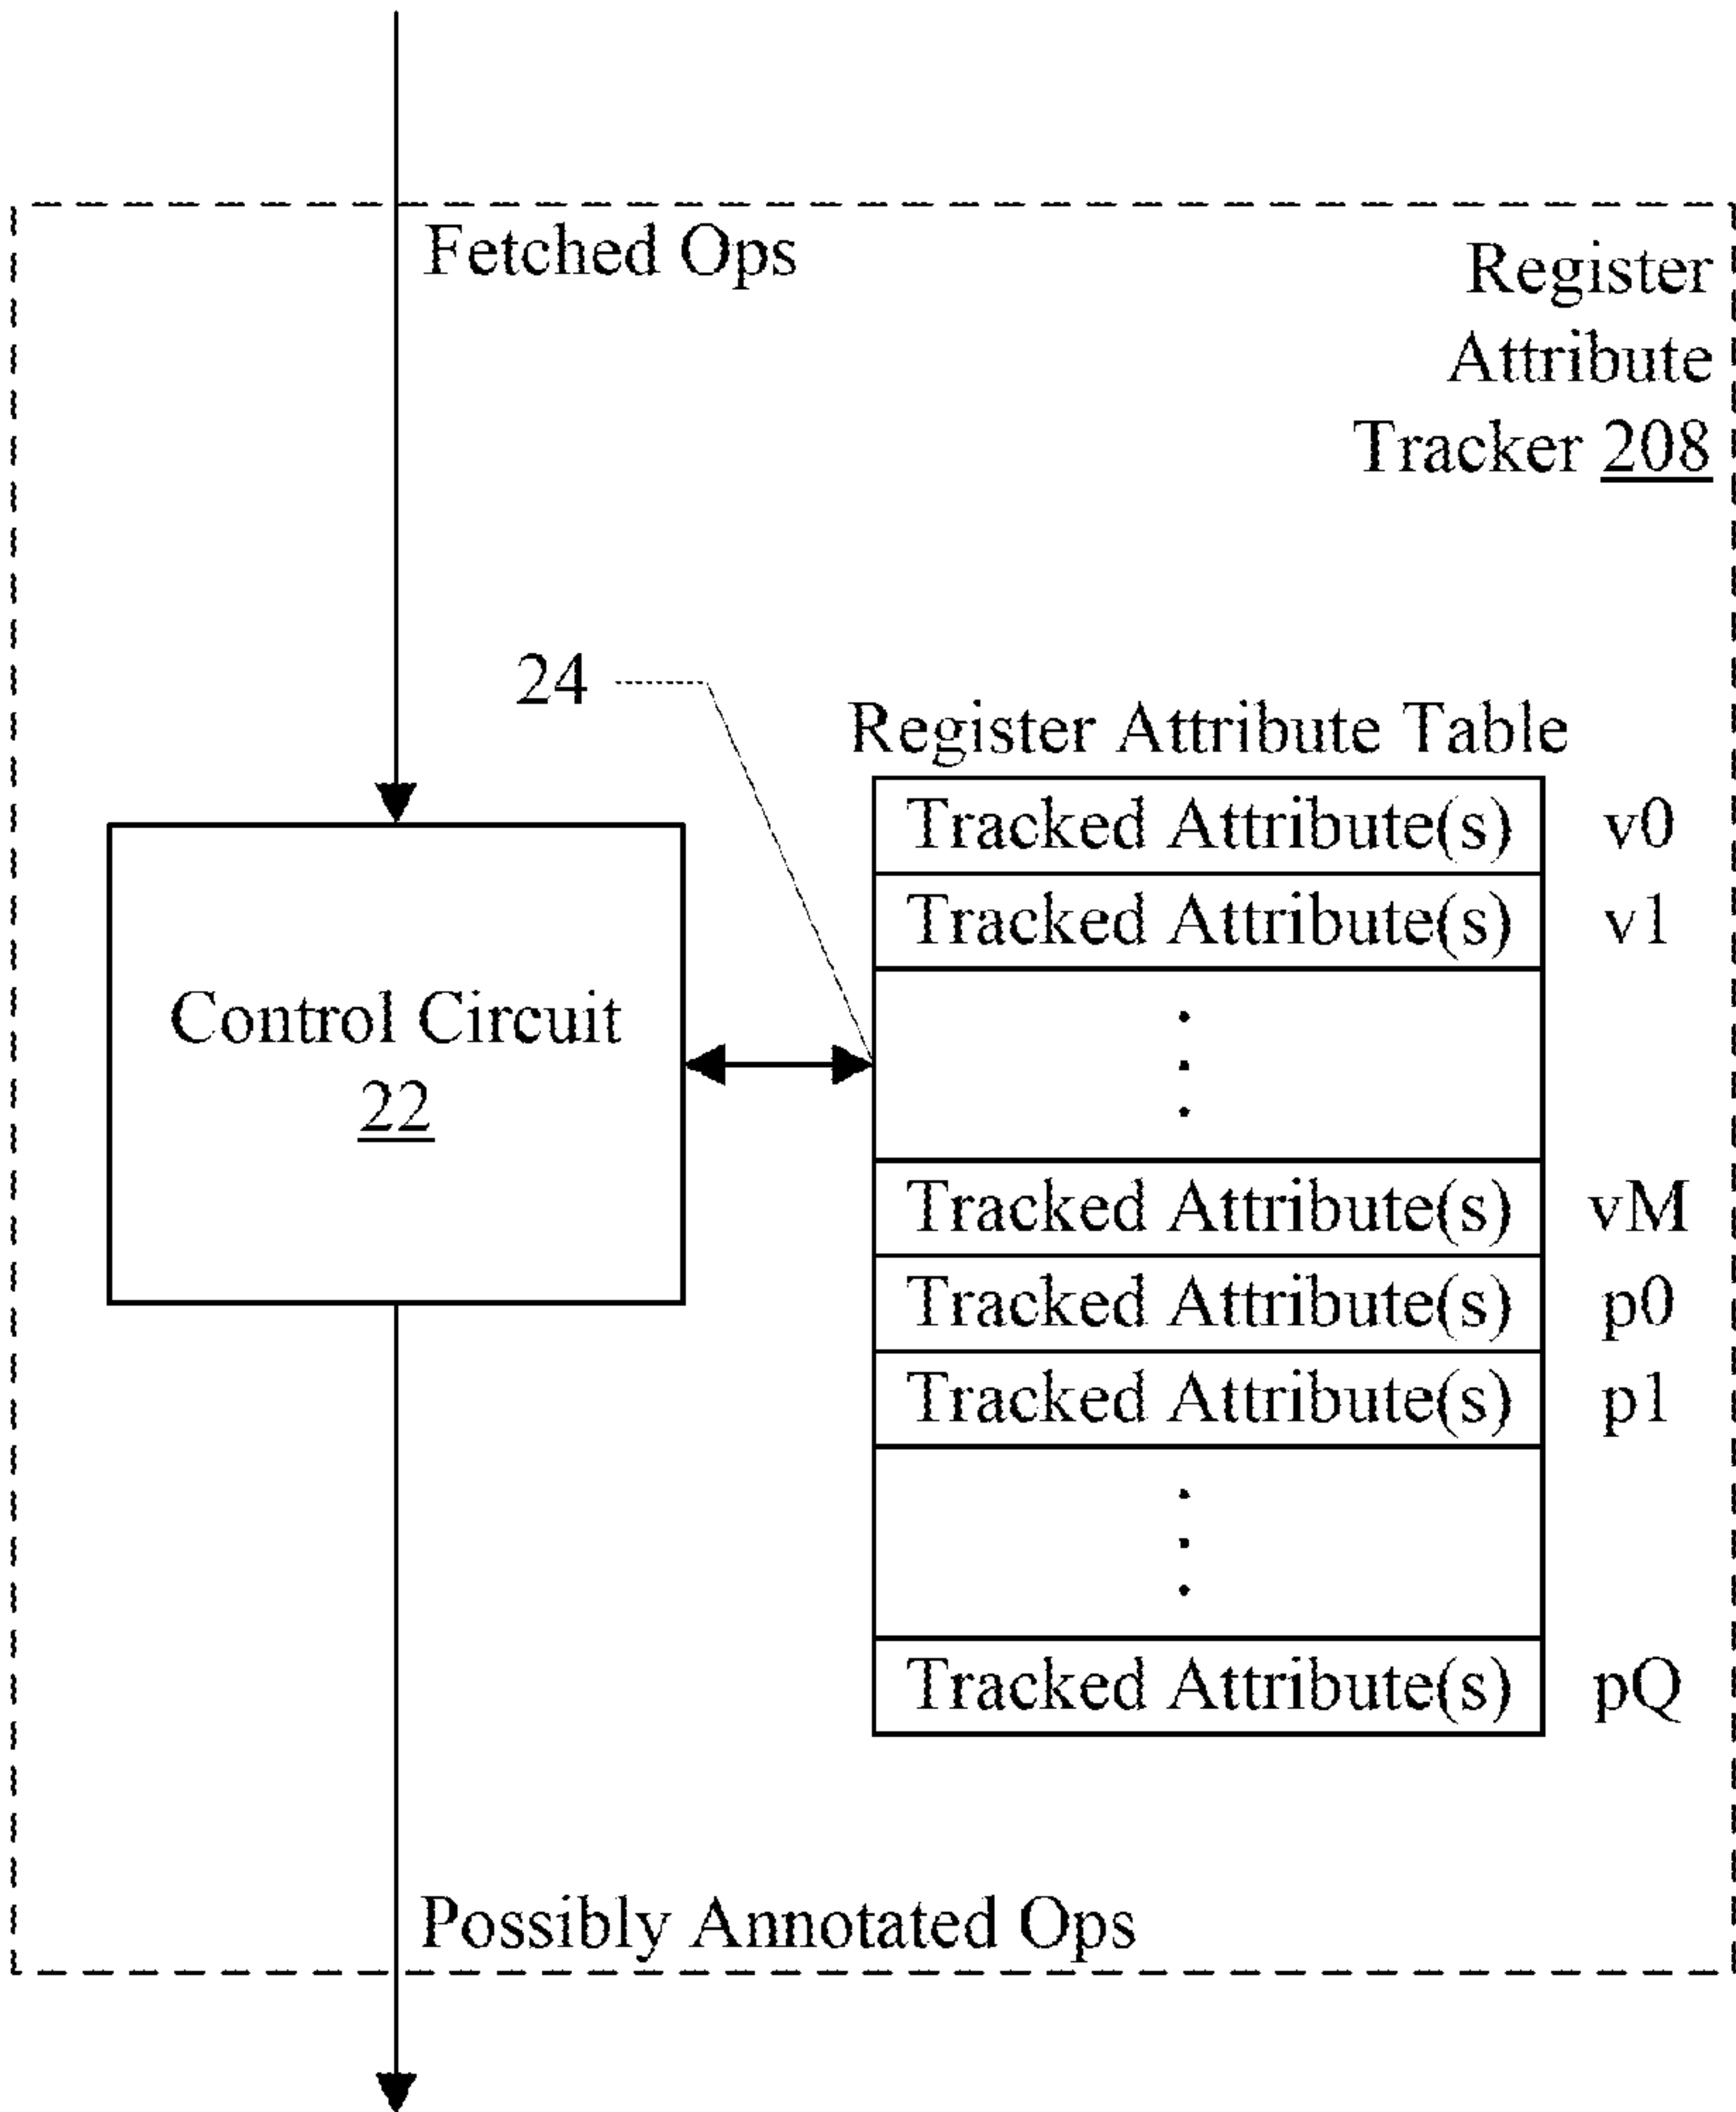 Fetched Ops
Register
Attribute
Tracker 208
24
Register Attribute Table
Tracked Attribute(s) v0
Tracked Attribute(s) v1
Control Circuit
22
Tracked Attribute(s) vM
Tracked Attribute(s) p0
Tracked Attribute(s) p1
Tracked Attribute(s) pQ
Possibly Annotated Ops